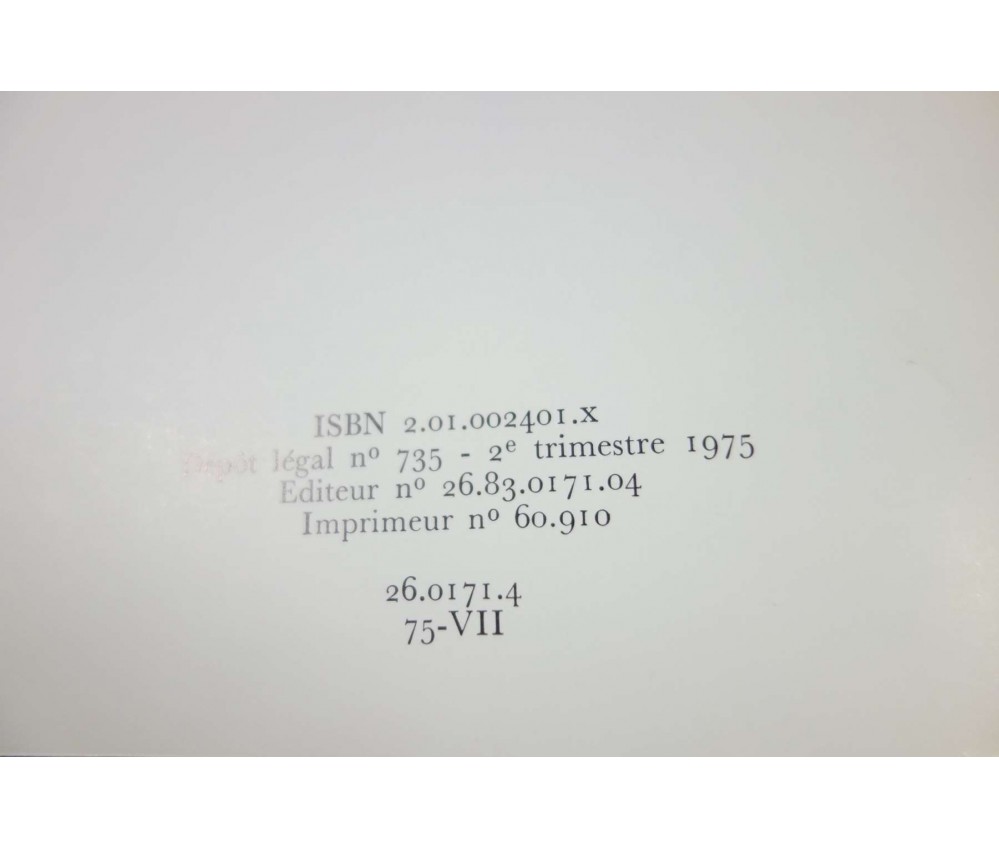 ISBN 2.01.002401.X
Dépôt légal nº 735 - 2e trimestre 1975
Editeur nº 26.83.0171.04
Imprimeur nº 60.910
26.0171.4
75-VII